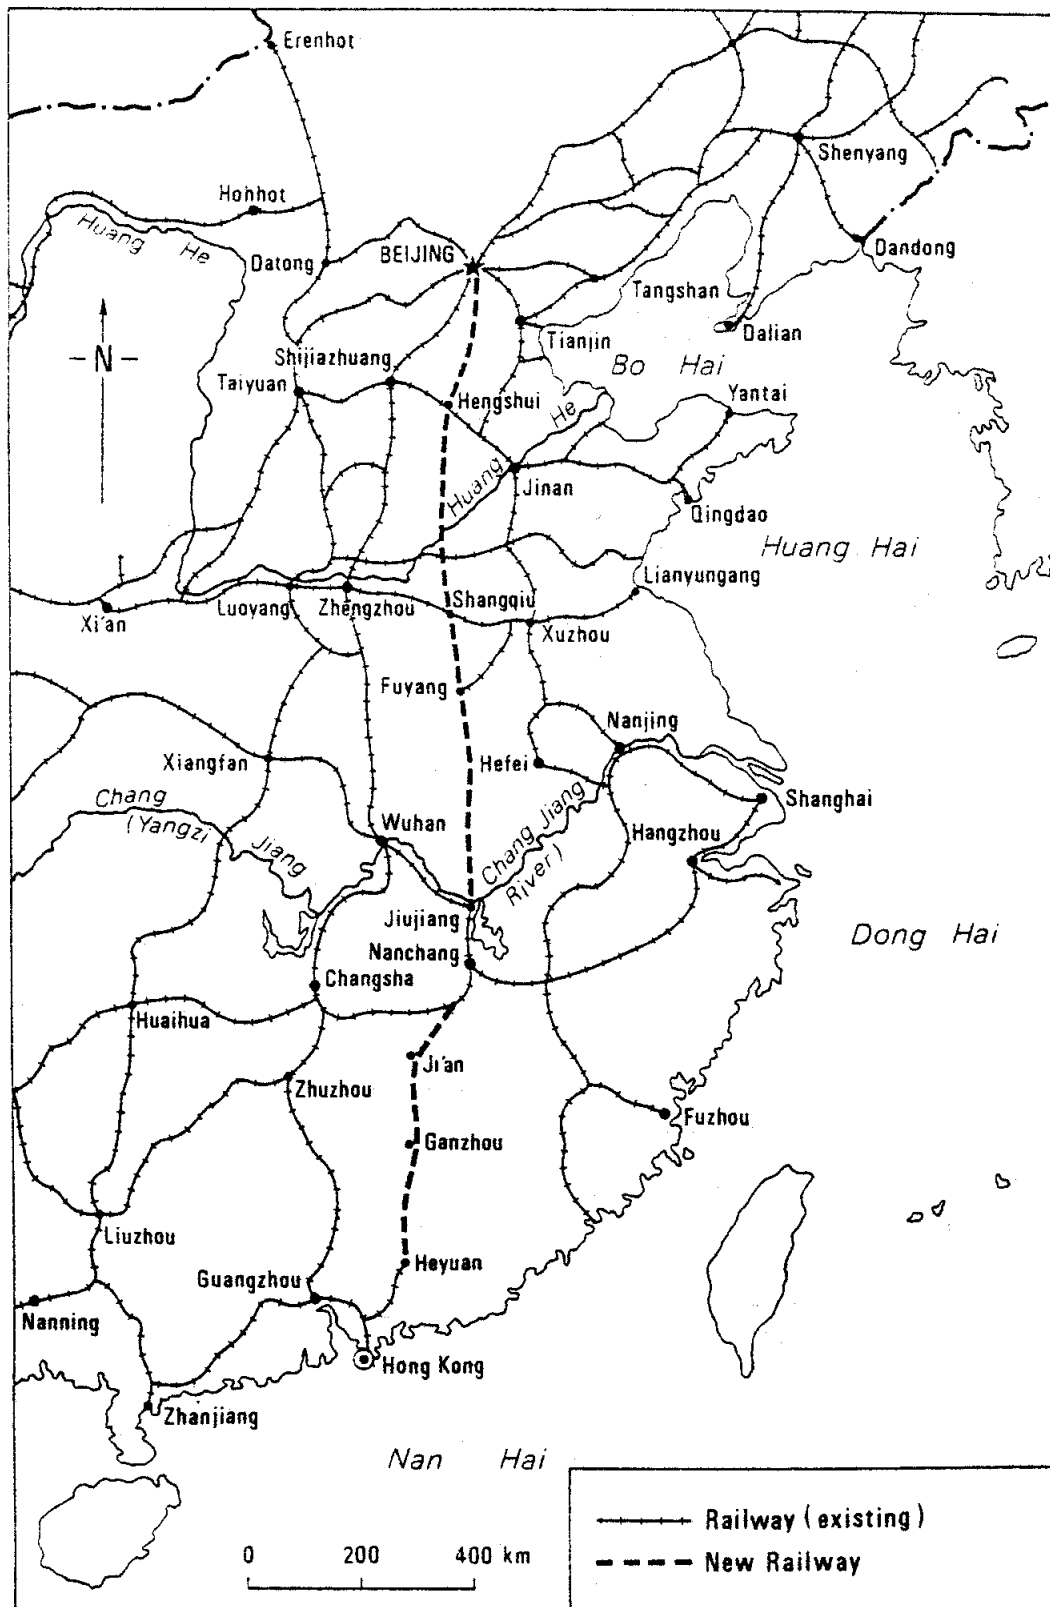 Erenhot
Shenyang
Hohhot
Huang He
Datong
BEIJING
Dandong
Tangshan
Dalian
Tianjin
N
Bo Hai
Shijiazhuang
Taiyuan
Hengshui
Yantai
Huang He
Jinan
Qingdao
Huang Hai
Lianyungang
Luoyang
Zhengzhou
Shangqiu
Xi'an
Xuzhou
Fuyang
Nanjing
Xiangfan
Hefei
Shanghai
Chang
(Yangzi
Jiang
Wuhan
Chang Jiang
River)
Hangzhou
Jiujiang
Nanchang
Dong Hai
Changsha
Huaihua
Ji'an
Zhuzhou
Ganzhou
Fuzhou
Liuzhou
Heyuan
Guangzhou
Nanning
Hong Kong
Zhanjiang
Nan Hai
Railway (existing)
New Railway
0 200 400 km